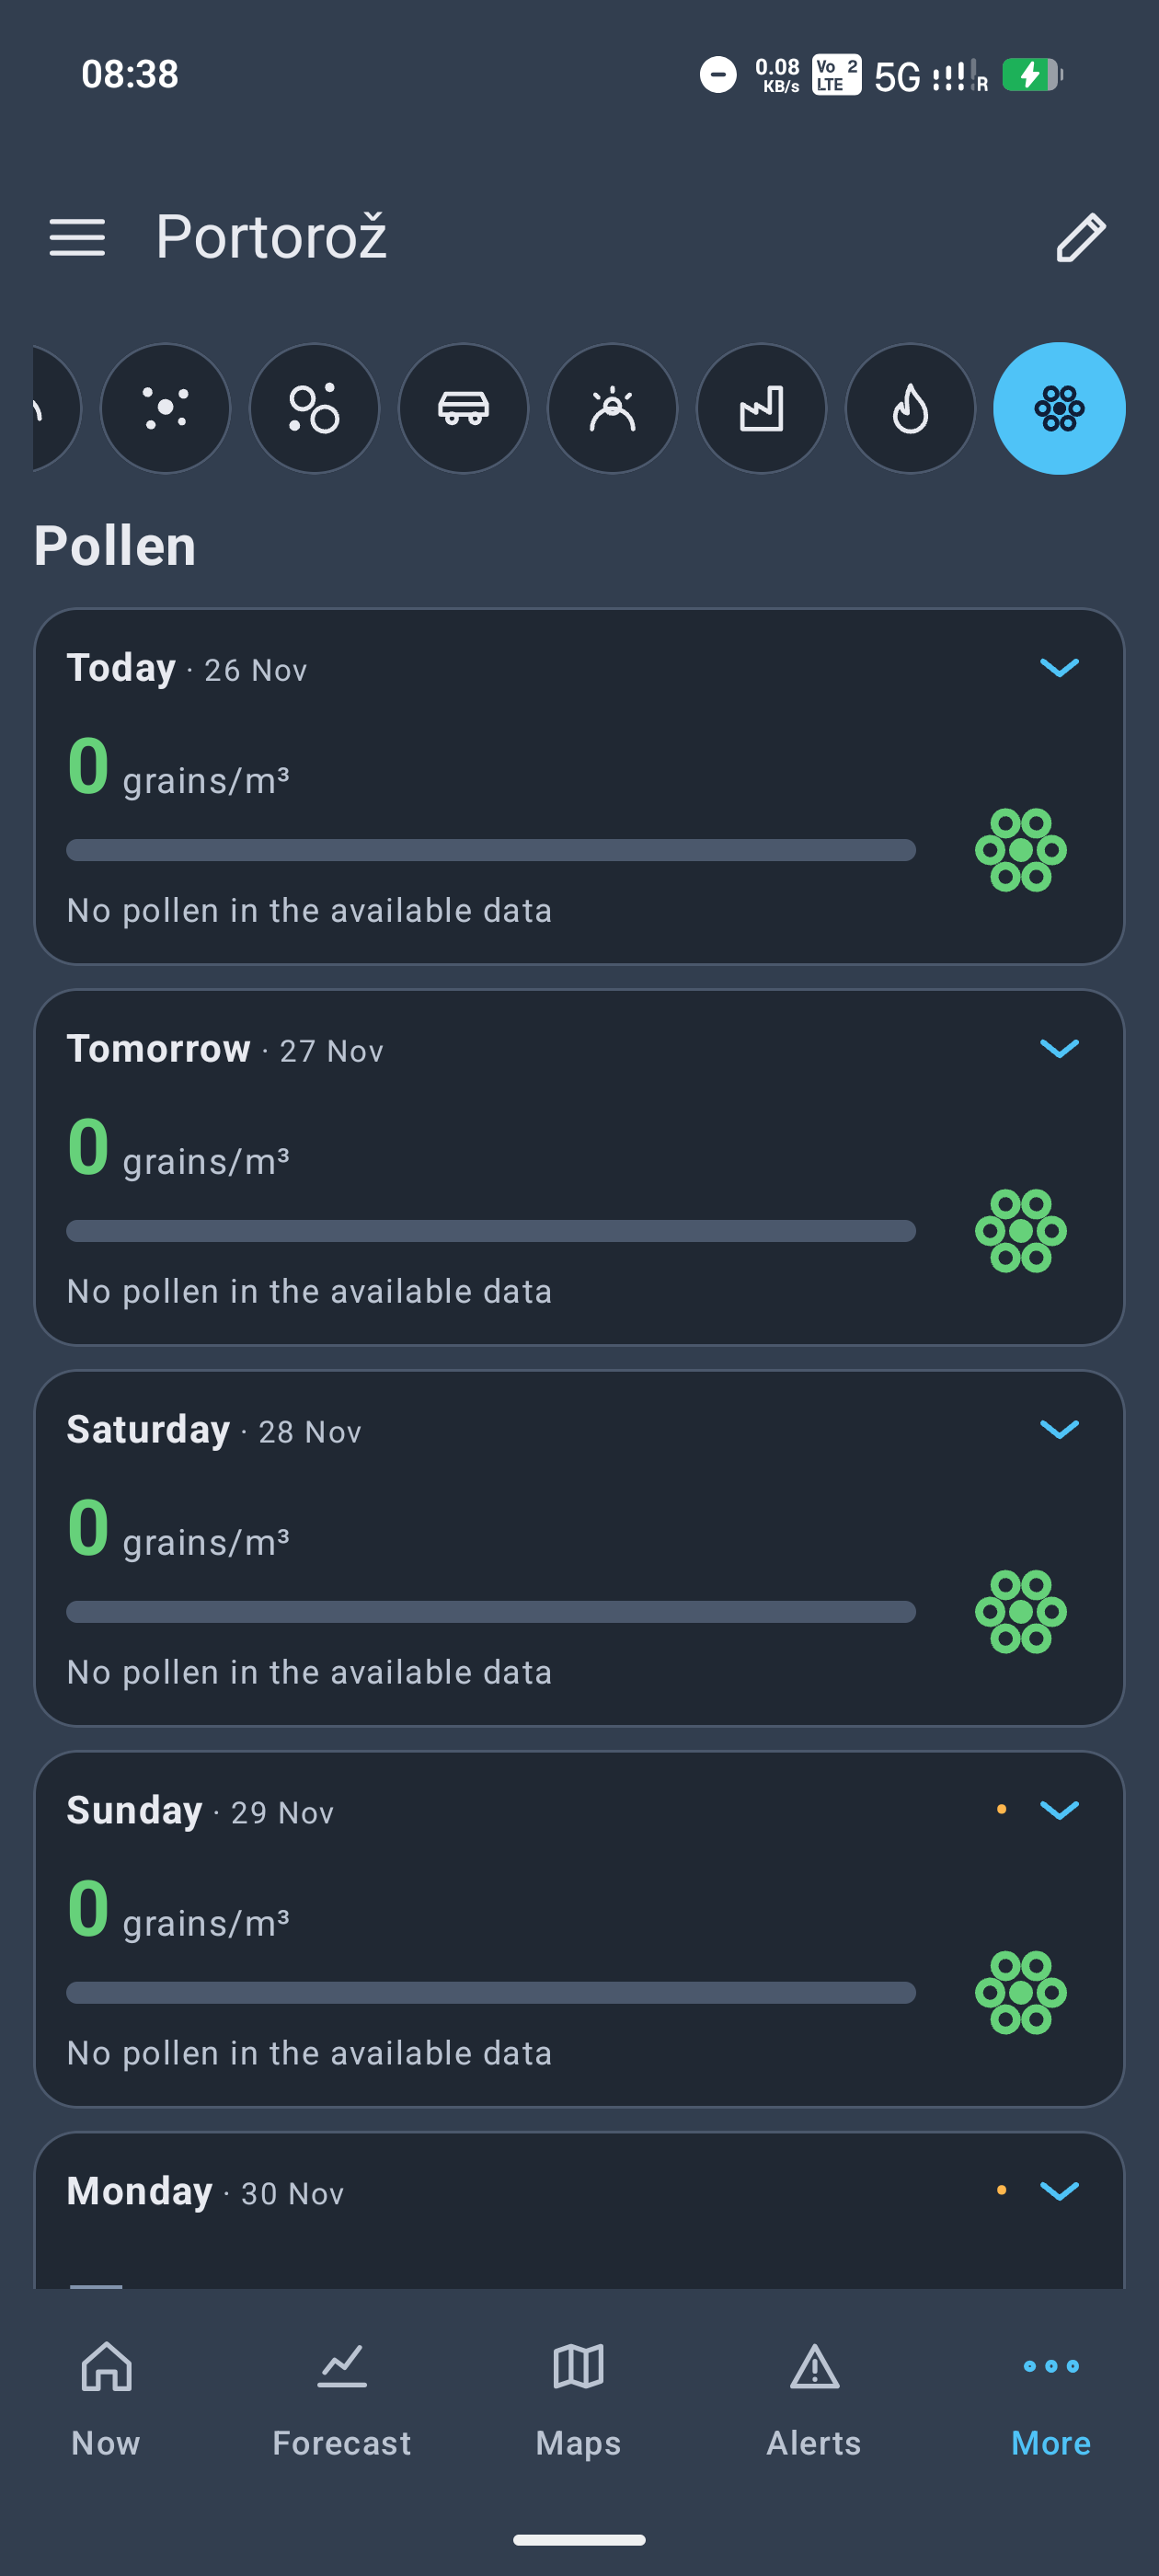 08:38
0.08 KB/s Vo LTE 2 5G R
Portorož
Pollen
Today · 26 Nov
0 grains/m³
No pollen in the available data
Tomorrow · 27 Nov
0 grains/m³
No pollen in the available data
Saturday · 28 Nov
0 grains/m³
No pollen in the available data
Sunday · 29 Nov
0 grains/m³
No pollen in the available data
Monday · 30 Nov
Now Forecast Maps Alerts More